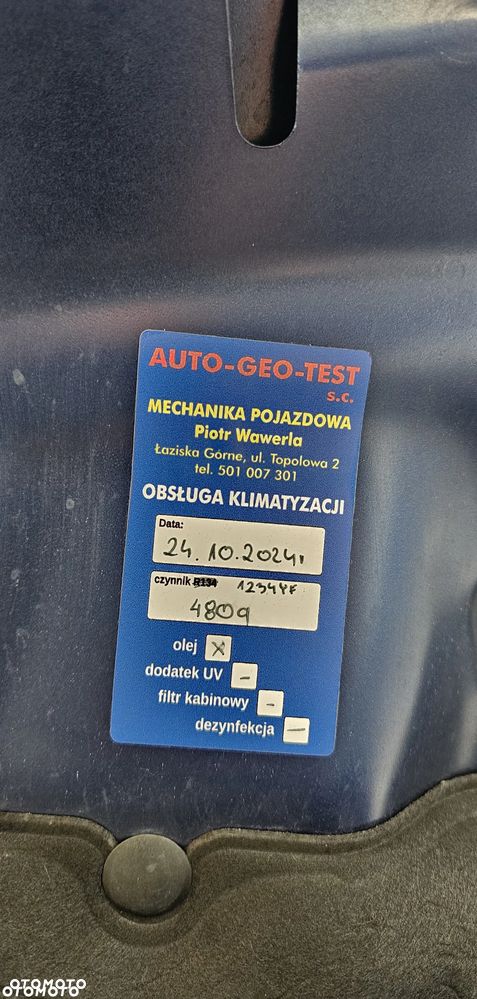 AUTO-GEO-TEST
s.c.
MECHANIKA POJAZDOWA
Piotr Wawerla
Łaziska Górne, ul. Topolowa 2
tel. 501 007 301
OBSŁUGA KLIMATYZACJI
Data:
24.10.2024r
czynnik R134 1234YF
480g
olej X
dodatek UV -
filtr kabinowy -
dezynfekcja -
OTOMOTO
OTOMOTO